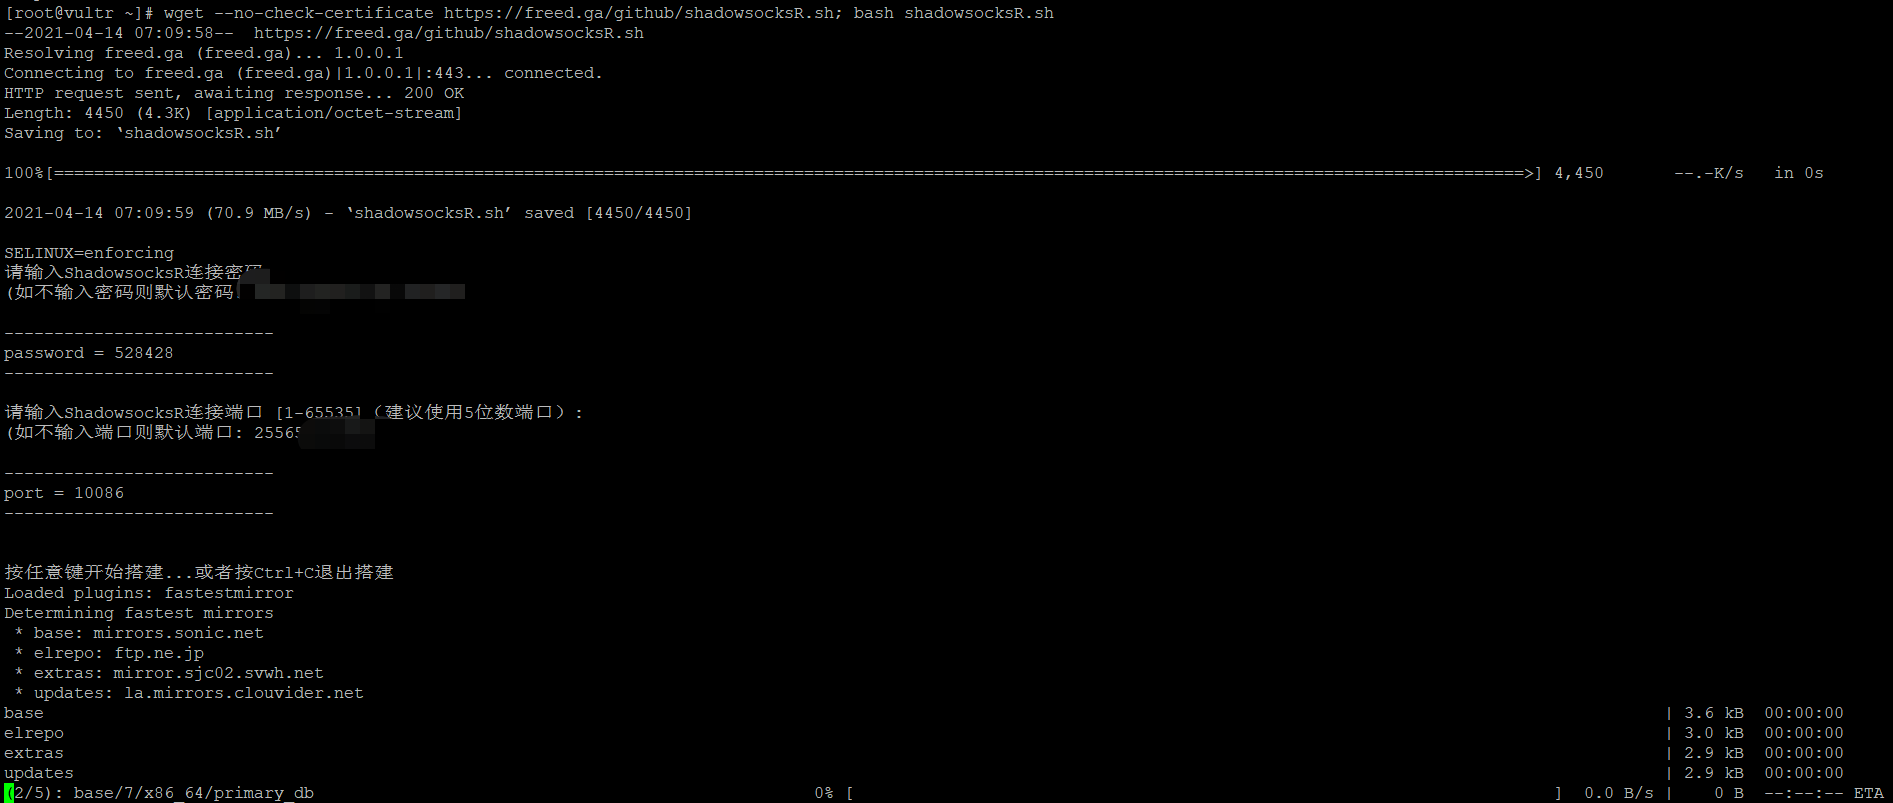 [root@vultr ~]# wget --no-check-certificate https://freed.ga/github/shadowsocksR.sh; bash shadowsocksR.sh
--2021-04-14 07:09:58--  https://freed.ga/github/shadowsocksR.sh
Resolving freed.ga (freed.ga)... 1.0.0.1
Connecting to freed.ga (freed.ga)|1.0.0.1|:443... connected.
HTTP request sent, awaiting response... 200 OK
Length: 4450 (4.3K) [application/octet-stream]
Saving to: ‘shadowsocksR.sh’
100%[===================================================================================================================================================>] 4,450       --.-K/s   in 0s
2021-04-14 07:09:59 (70.9 MB/s) - ‘shadowsocksR.sh’ saved [4450/4450]
SELINUX=enforcing
请输入ShadowsocksR连接密码
(如不输入密码则默认密码
---------------------------
password = 528428
---------------------------
请输入ShadowsocksR连接端口 [1-65535]（建议使用5位数端口）:
(如不输入端口则默认端口: 25565
---------------------------
port = 10086
---------------------------
按任意键开始搭建...或者按Ctrl+C退出搭建
Loaded plugins: fastestmirror
Determining fastest mirrors
 * base: mirrors.sonic.net
 * elrepo: ftp.ne.jp
 * extras: mirror.sjc02.svwh.net
 * updates: la.mirrors.clouvider.net
base | 3.6 kB  00:00:00
elrepo | 3.0 kB  00:00:00
extras | 2.9 kB  00:00:00
updates | 2.9 kB  00:00:00
(2/5): base/7/x86_64/primary_db 0% [ ]  0.0 B/s |    0 B  --:--:-- ETA